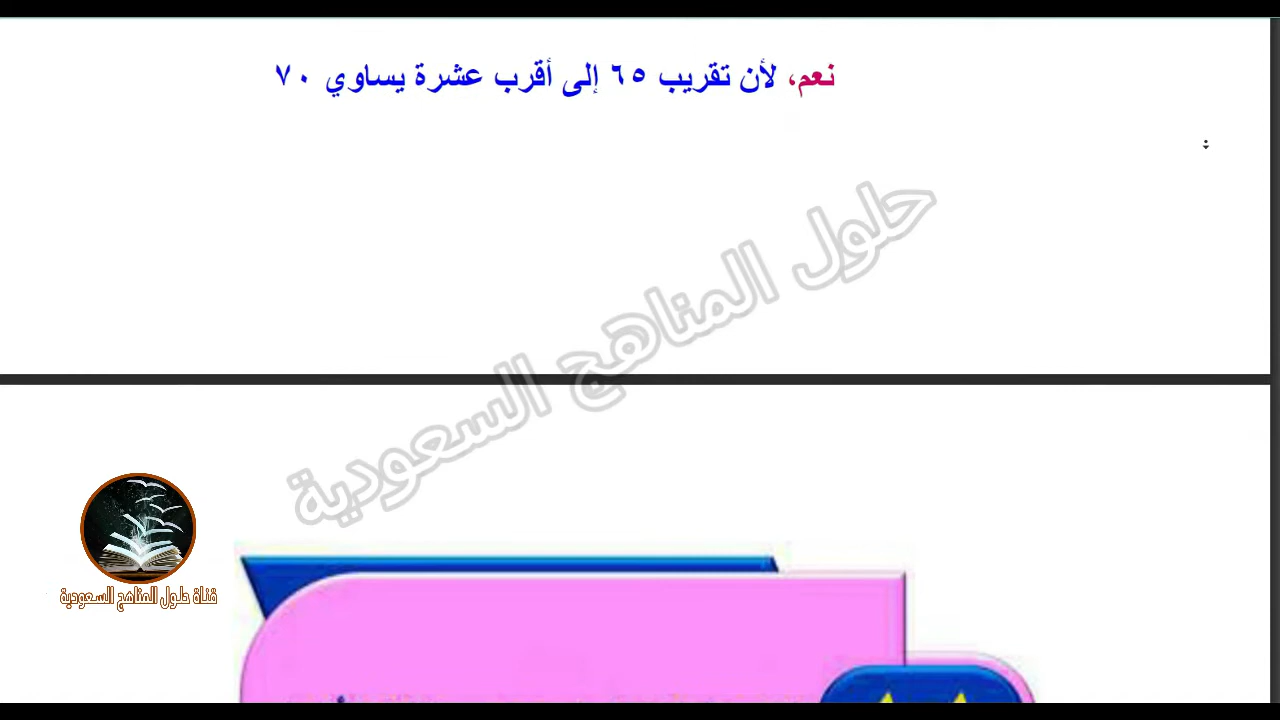 نعم، لأن تقريب ٦٥ إلى أقرب عشرة يساوي ٧٠
حلول المناهج السعودية
قناة حلول المناهج السعودية